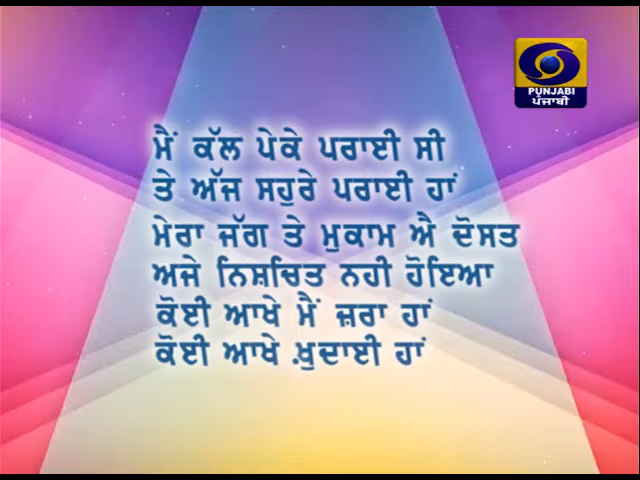 PUNJABI
ਪੰਜਾਬੀ
ਮੈਂ ਕੱਲ ਪੇਕੇ ਪਰਾਈ ਸੀ
ਤੇ ਅੱਜ ਸਹੁਰੇ ਪਰਾਈ ਹਾਂ
ਮੇਰਾ ਜੱਗ ਤੇ ਮੁਕਾਮ ਐ ਦੋਸਤ
ਅਜੇ ਨਿਸ਼ਚਿਤ ਨਹੀ ਹੋਇਆ
ਕੋਈ ਆਖੇ ਮੈਂ ਜ਼ਰਾ ਹਾਂ
ਕੋਈ ਆਖੇ ਖ਼ੁਦਾਈ ਹਾਂ